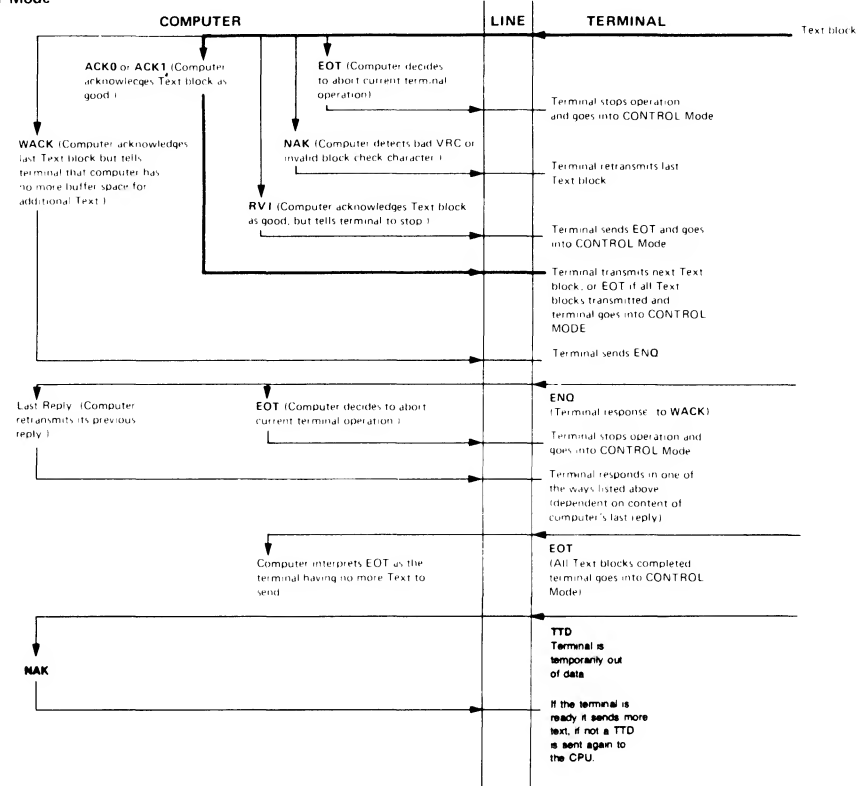 Mode
COMPUTER
LINE
TERMINAL
Text block
ACK0 or ACK1 (Computer
acknowledges Text block as
good.)
EOT (Computer decides
to abort current terminal
operation)
Terminal stops operation
and goes into CONTROL Mode
WACK (Computer acknowledges
last Text block but tells
terminal that computer has
no more buffer space for
additional Text.)
NAK (Computer detects bad VRC or
invalid block check character.)
Terminal retransmits last
Text block
RVI (Computer acknowledges Text block
as good, but tells terminal to stop.)
Terminal sends EOT and goes
into CONTROL Mode
Terminal transmits next Text
block, or EOT if all Text
blocks transmitted and
terminal goes into CONTROL
MODE
Terminal sends ENQ
Last Reply (Computer
retransmits its previous
reply.)
EOT (Computer decides to abort
current terminal operation.)
ENQ
(Terminal response to WACK)
Terminal stops operation and
goes into CONTROL Mode
Terminal responds in one of
the ways listed above
(dependent on content of
computer's last reply)
Computer interprets EOT as the
terminal having no more Text to
send
EOT
(All Text blocks completed
terminal goes into CONTROL
Mode)
TTD
Terminal is
temporarily out
of data
NAK
If the terminal is
ready it sends more
text, if not a TTD
is sent again to
the CPU.